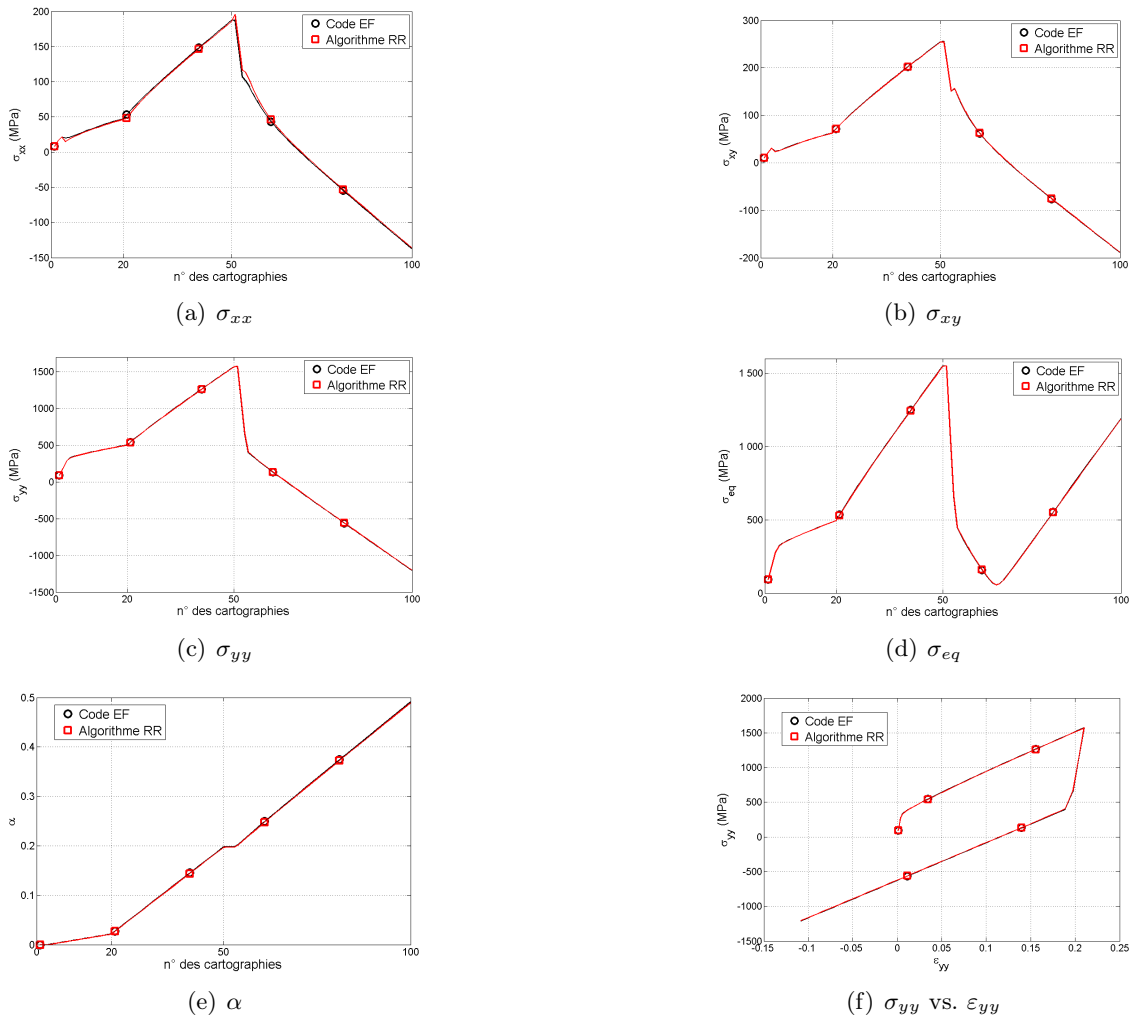 200
150
100
50
0
-50
-100
-150
σxx (MPa)
0 20 50 100
n° des cartographies
Code EF
Algorithme RR
(a) σxx
300
200
100
0
-100
-200
σxy (MPa)
0 20 50 100
n° des cartographies
Code EF
Algorithme RR
(b) σxy
1500
1000
500
0
-500
-1000
-1500
σyy (MPa)
0 20 50 100
n° des cartographies
Code EF
Algorithme RR
(c) σyy
1 500
1 000
500
0
σeq (MPa)
0 20 50 100
n° des cartographies
Code EF
Algorithme RR
(d) σeq
0.5
0.4
0.3
0.2
0.1
0
α
0 20 50 100
n° des cartographies
Code EF
Algorithme RR
(e) α
2000
1500
1000
500
0
-500
-1000
-1500
σyy (MPa)
-0.15 -0.1 -0.05 0 0.05 0.1 0.15 0.2 0.25
εyy
Code EF
Algorithme RR
(f) σyy vs. εyy